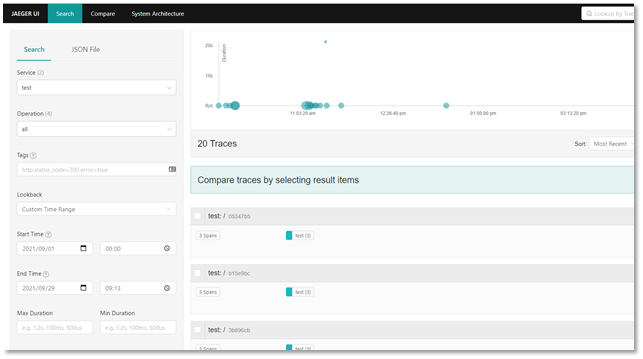 JAEGER UI Search Compare System Architecture Lookup by Trac
Search JSON File
Service (2)
test
Operation (4)
all
Tags
http.status_code=200 error=true
Lookback
Custom Time Range
Start Time
2021/09/01 00:00
End Time
2021/09/29 09:13
Max Duration Min Duration
e.g. 1.2s, 100ms, 500us e.g. 1.2s, 100ms, 500us
Duration
20s
10s
0μs
11:03:20 am 12:26:40 pm 01:50:00 pm 03:13:20 pm
20 Traces Sort: Most Recent
Compare traces by selecting result items
test: / 05347b5
3 Spans test (3)
test: / b15e9bc
3 Spans test (3)
test: / 3b896cb
3 Spans test (3)